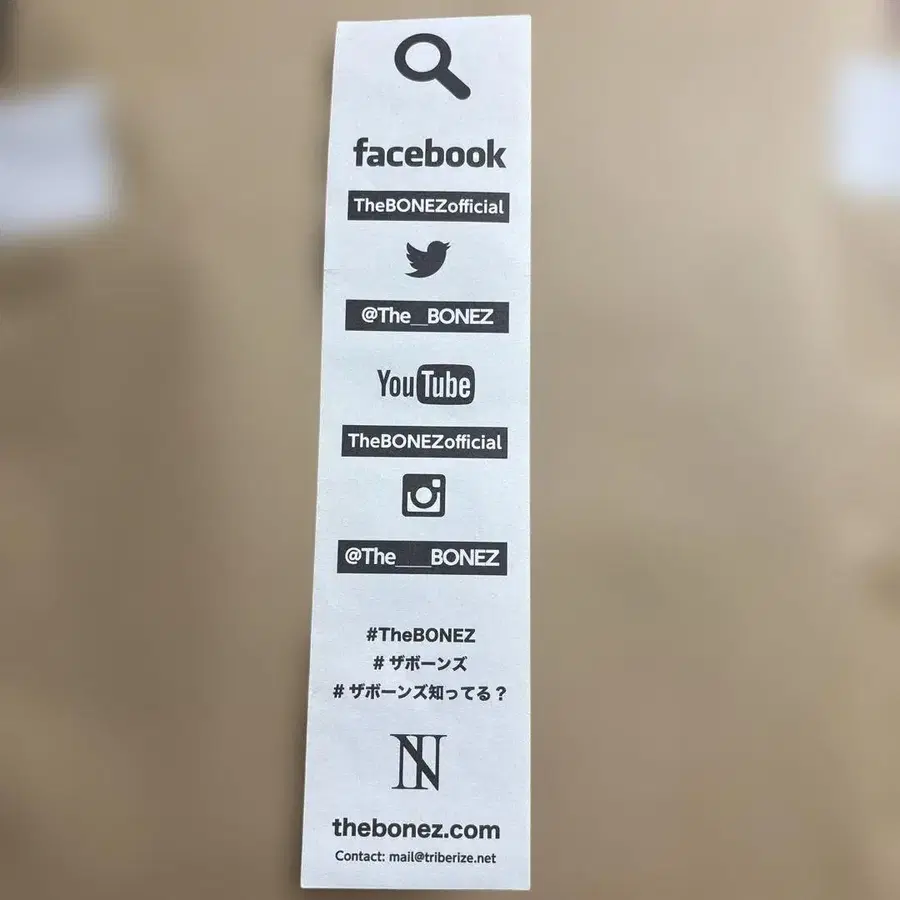 facebook
TheBONEZofficial
@The__BONEZ
YouTube
TheBONEZofficial
@The___BONEZ
#TheBONEZ
# ザボーンズ
# ザボーンズ知ってる？
thebonez.com
Contact: mail@triberize.net